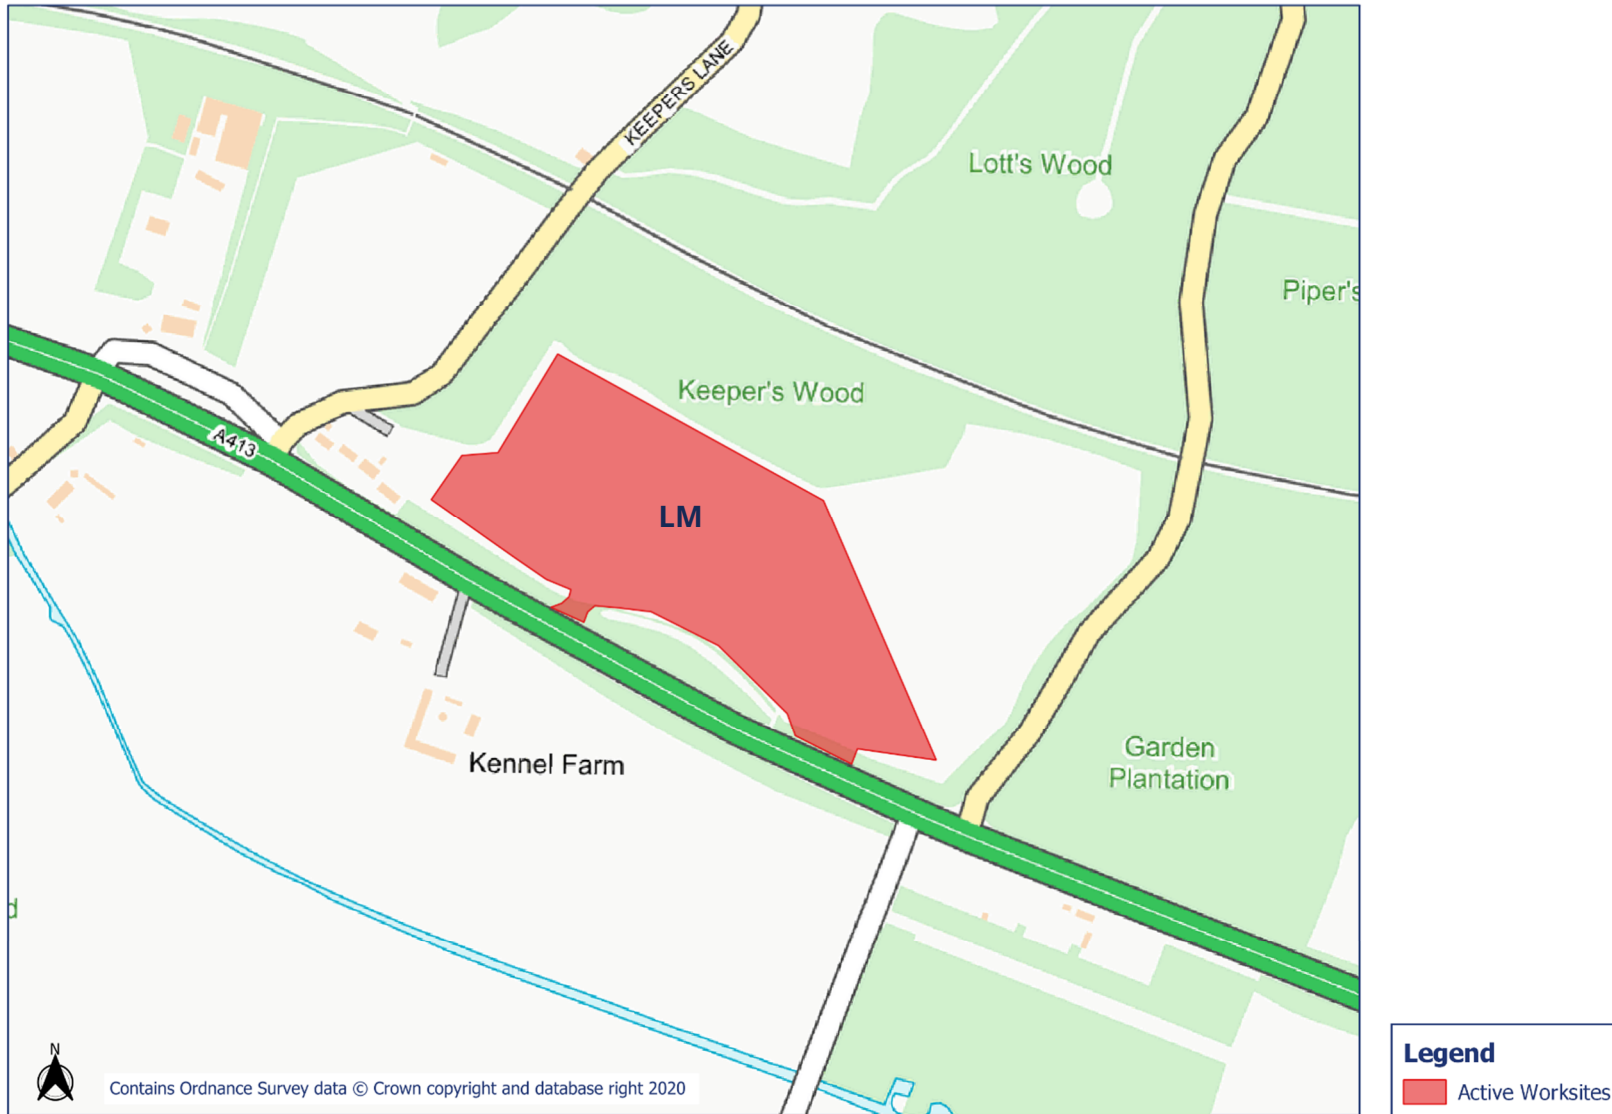 KEEPERS LANE
Lott's Wood
Piper's
Keeper's Wood
A413
LM
Kennel Farm
Garden
Plantation
d
N
Contains Ordnance Survey data © Crown copyright and database right 2020
Legend
Active Worksites